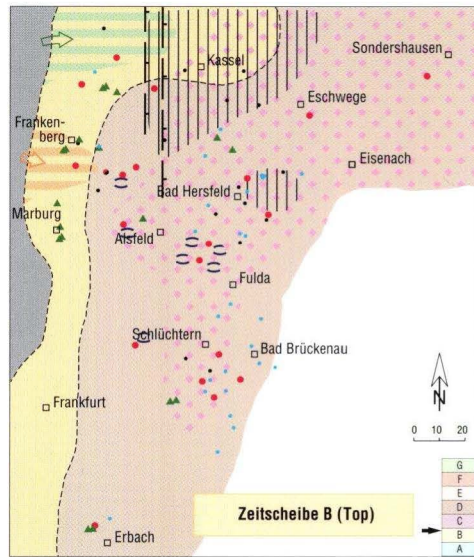 Sondershausen
Kassel
Eschwege
Franken-
berg
Eisenach
Bad Hersfeld
Marburg
Alsfeld
Fulda
Schlüchtern
Bad Brückenau
Frankfurt
N
0 10 20
G
F
E
D
C
B
A
Zeitscheibe B (Top)
Erbach